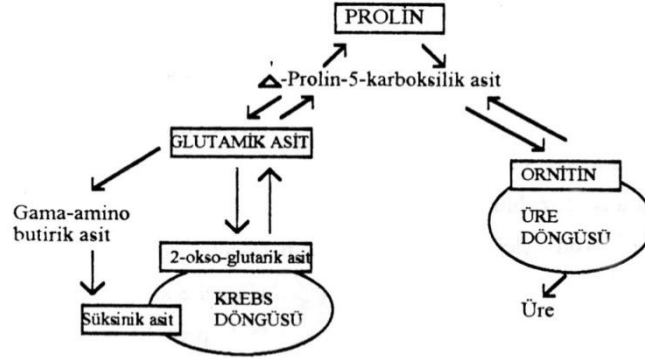 PROLİN
Δ'-Prolin-5-karboksilik asit
GLUTAMİK ASİT
ORNİTİN
Gama-amino
butirik asit
ÜRE
DÖNGÜSÜ
2-okso-glutarik asit
KREBS
DÖNGÜSÜ
Süksinik asit
Üre